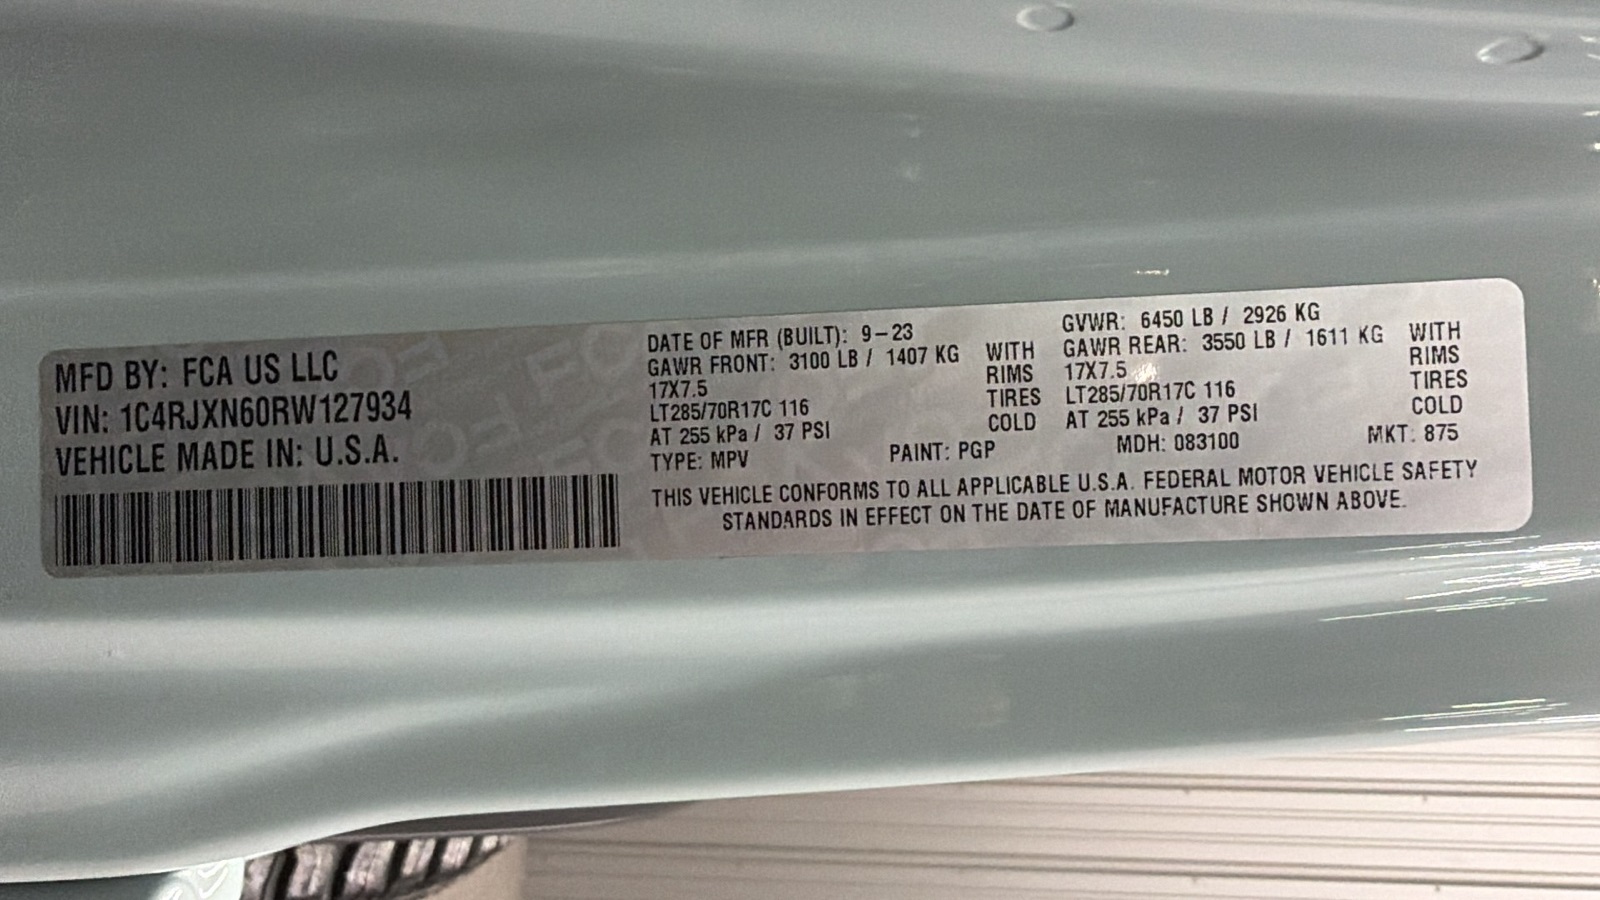 MFD BY: FCA US LLC
VIN: 1C4RJXN60RW127934
VEHICLE MADE IN: U.S.A.
DATE OF MFR (BUILT): 9-23
GAWR FRONT: 3100 LB / 1407 KG WITH
17X7.5 RIMS
LT285/70R17C 116 TIRES
AT 255 kPa / 37 PSI COLD
GVWR: 6450 LB / 2926 KG
GAWR REAR: 3550 LB / 1611 KG WITH
17X7.5 RIMS
LT285/70R17C 116 TIRES
AT 255 kPa / 37 PSI COLD
TYPE: MPV PAINT: PGP MDH: 083100 MKT: 875
THIS VEHICLE CONFORMS TO ALL APPLICABLE U.S.A. FEDERAL MOTOR VEHICLE SAFETY
STANDARDS IN EFFECT ON THE DATE OF MANUFACTURE SHOWN ABOVE.